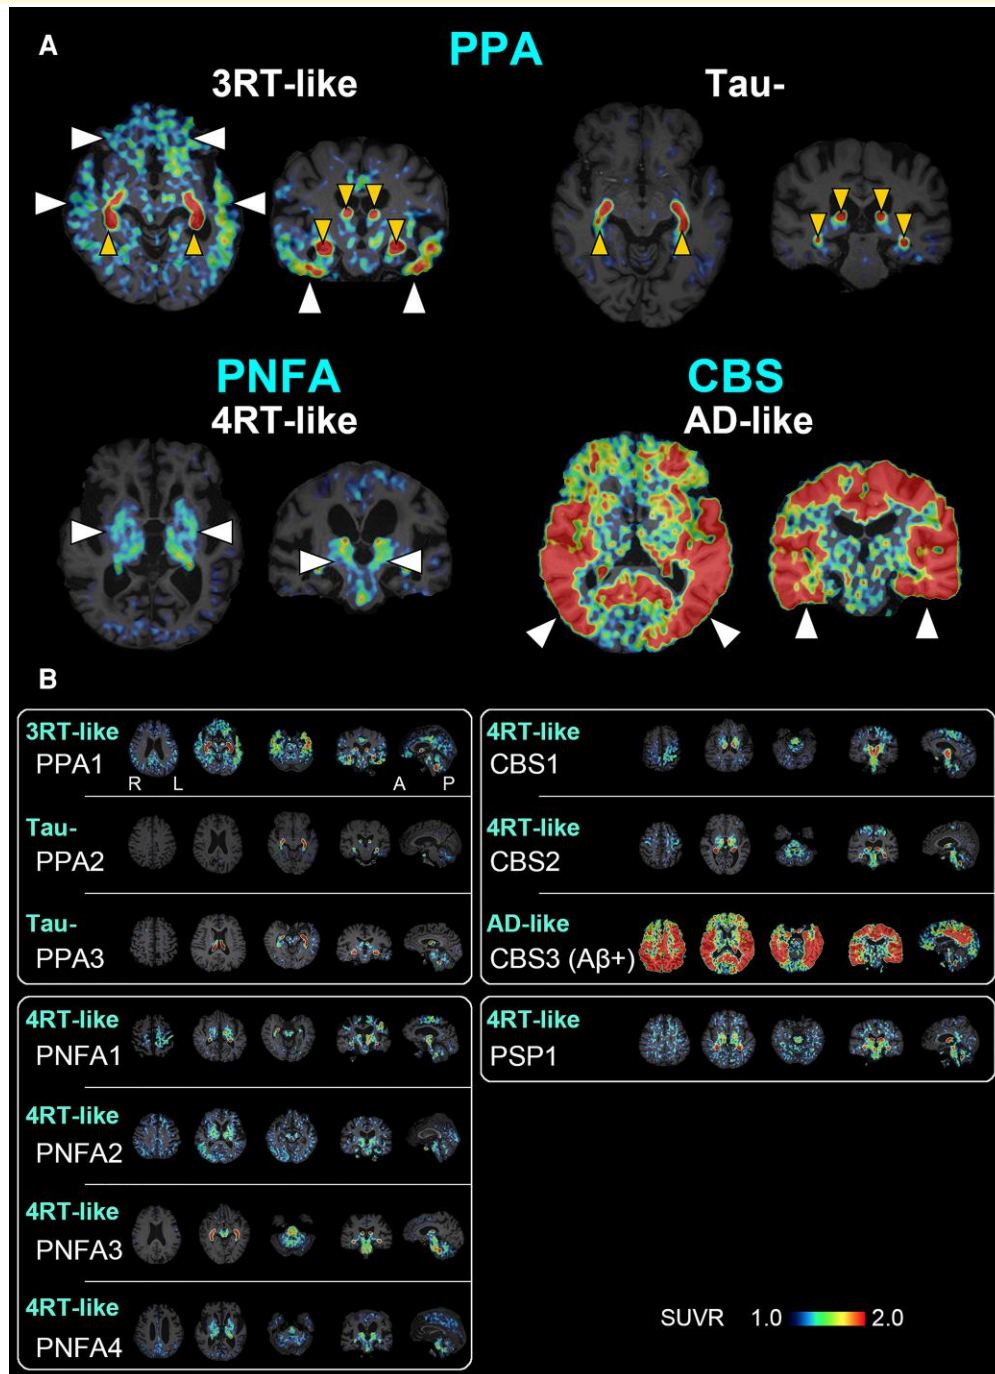 A
PPA
3RT-like
Tau-
PNFA
4RT-like
CBS
AD-like
B
3RT-like
PPA1
R L A P
Tau-
PPA2
Tau-
PPA3
4RT-like
PNFA1
4RT-like
PNFA2
4RT-like
PNFA3
4RT-like
PNFA4
4RT-like
CBS1
4RT-like
CBS2
AD-like
CBS3 (Aβ+)
4RT-like
PSP1
SUVR 1.0 2.0